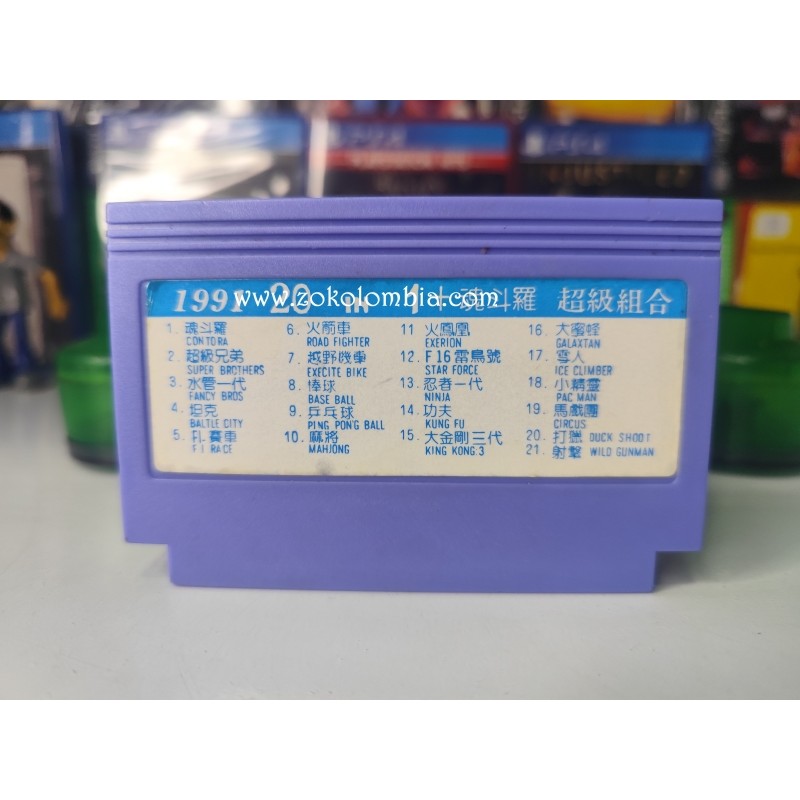 1991 20 IN 1 + 魂斗羅 超級組合
www.zokolombia.com
1. 魂斗羅
CONTORA
2. 超級兄弟
SUPER BROTHERS
3. 水管一代
FANCY BROS
4. 坦克
BALTLE CITY
5. F1賽車
F1 RACE
6. 火箭車
ROAD FIGHTER
7. 越野機車
EXECITE BIKE
8. 棒球
BASE BALL
9. 乒乓球
PING PONG BALL
10. 麻將
MAHJONG
11 火鳳凰
EXERION
12. F16雷鳥號
STAR FORCE
13. 忍者一代
NINJA
14. 功夫
KUNG FU
15. 大金剛三代
KING KONG 3
16. 大蜜蜂
GALAXTAN
17. 雪人
ICE CLIMBER
18. 小精靈
PAC MAN
19. 馬戲團
CIRCUS
20. 打獵 DUCK SHOOT
21. 射擊 WILD GUNMAN